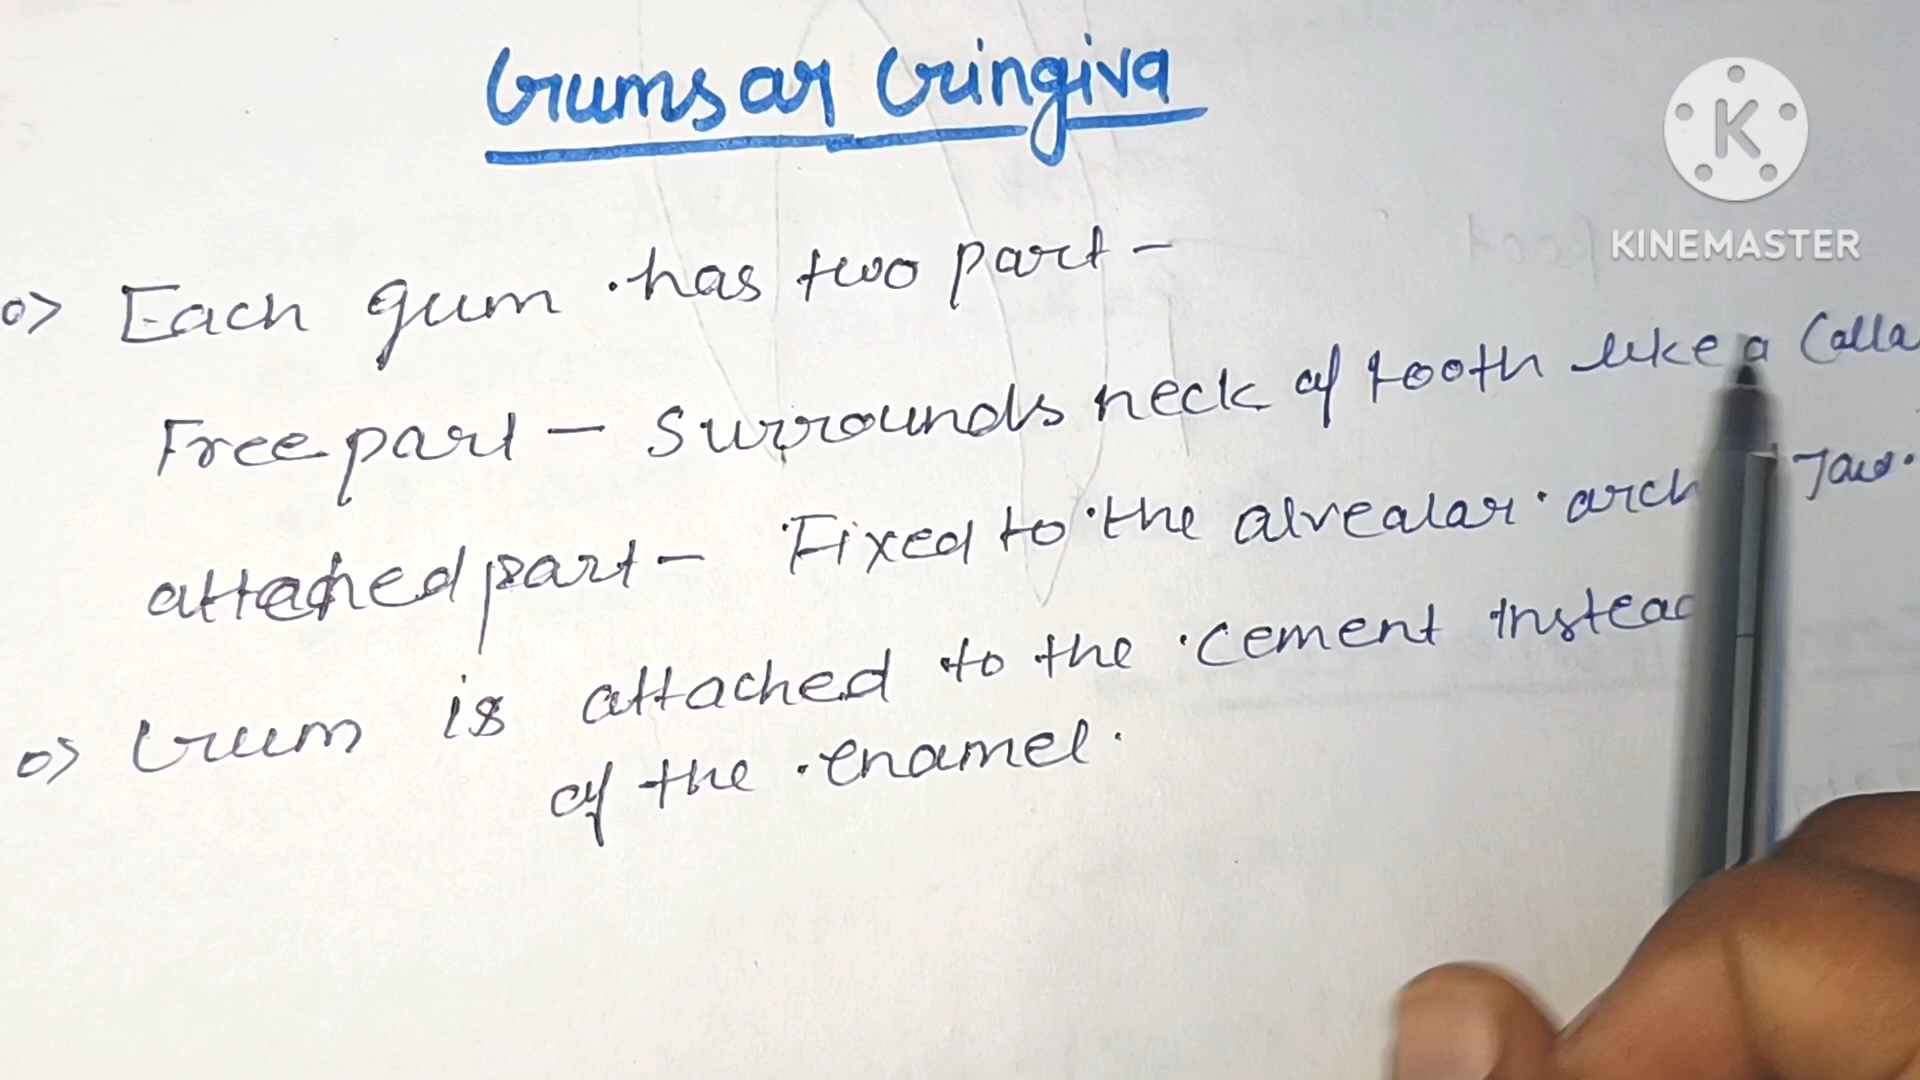 Gums or Gingiva
KINEMASTER
Each gum has two part -
Free part - Surrounds neck of tooth like a Colla
attached part - Fixed to the alvealar arch Jaw.
Gum is attached to the cement instead
of the enamel.